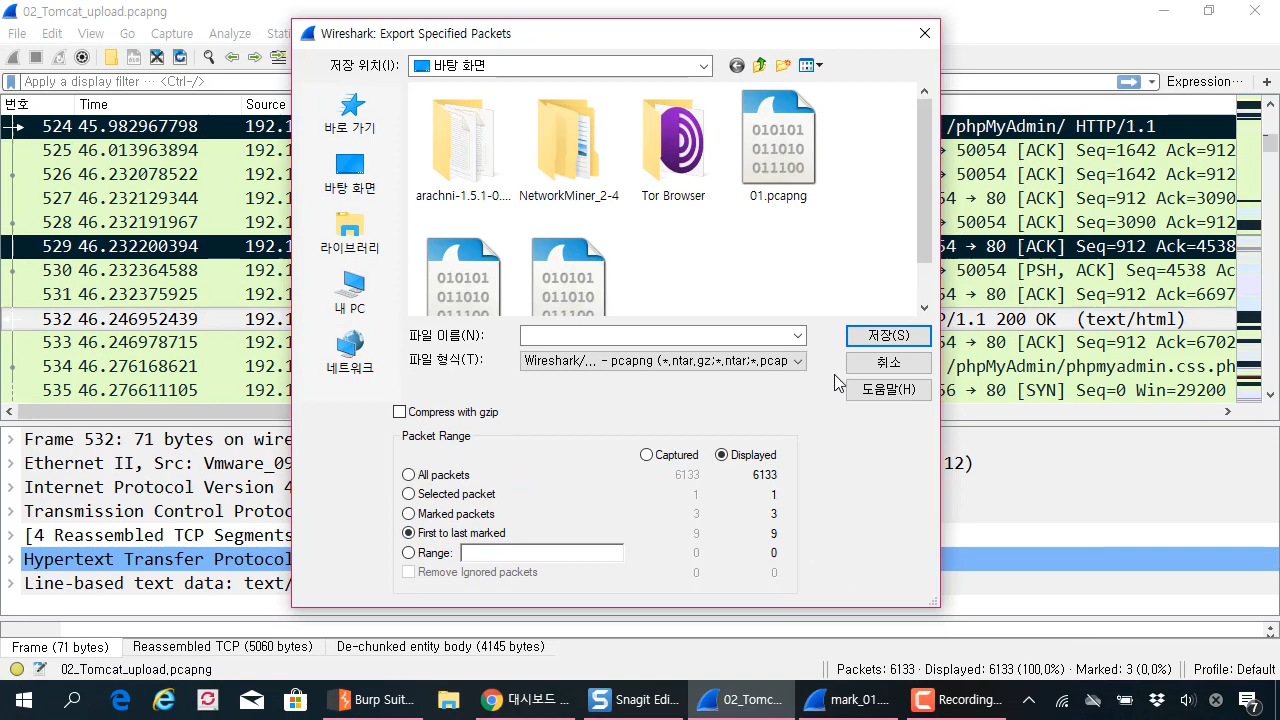 02_Tomcat_upload.pcapng
File Edit View Go Capture Analyze Stati
Apply a display filter ··· <Ctrl-/>
Expression···
번호 Time Source
524 45.982967798 192.1 /phpMyAdmin/ HTTP/1.1
525 46.013963894 192.1 → 50054 [ACK] Seq=1642 Ack=912
526 46.232078522 192.1 → 50054 [ACK] Seq=1642 Ack=912
527 46.232129344 192.1 54 → 80 [ACK] Seq=912 Ack=3090
528 46.232191967 192.1 → 50054 [ACK] Seq=3090 Ack=912
529 46.232200394 192.1 54 → 80 [ACK] Seq=912 Ack=4538
530 46.232364588 192.1 → 50054 [PSH, ACK] Seq=4538 Ac
531 46.232375925 192.1 54 → 80 [ACK] Seq=912 Ack=6697
532 46.246952439 192.1 P/1.1 200 OK (text/html)
533 46.246978715 192.1 54 → 80 [ACK] Seq=912 Ack=6702
534 46.276168621 192.1 /phpMyAdmin/phpmyadmin.css.ph
535 46.276611105 192.1 56 → 80 [SYN] Seq=0 Win=29200
Frame 532: 71 bytes on wire
Ethernet II, Src: Vmware_09 12)
Internet Protocol Version 4
Transmission Control Protoc
[4 Reassembled TCP Segments
Hypertext Transfer Protocol
Line-based text data: text/
Wireshark: Export Specified Packets
저장 위치(I): 바탕 화면
바로 가기
바탕 화면
라이브러리
내 PC
네트워크
arachni-1.5.1-0....
NetworkMiner_2-4
Tor Browser
010101
011010
011100
01.pcapng
010101
011010
010101
011010
파일 이름(N):
저장(S)
파일 형식(T): Wireshark/... - pcapng (*,ntar,gz;*,ntar;*,pcap
취소
도움말(H)
Compress with gzip
Packet Range
Captured Displayed
All packets 6133 6133
Selected packet 1 1
Marked packets 3 3
First to last marked 9 9
Range: 0 0
Remove Ignored packets 0 0
Frame (71 bytes) Reassembled TCP (5060 bytes) De-chunked entity body (4145 bytes)
02_Tomcat_upload.pcapng
Packets: 6133 · Displayed: 6133 (100,0%) · Marked: 3 (0,0%)
Profile: Default
Burp Suit...
대시보드 ...
Snagit Edi...
02_Tomc...
mark_01....
Recording...
7